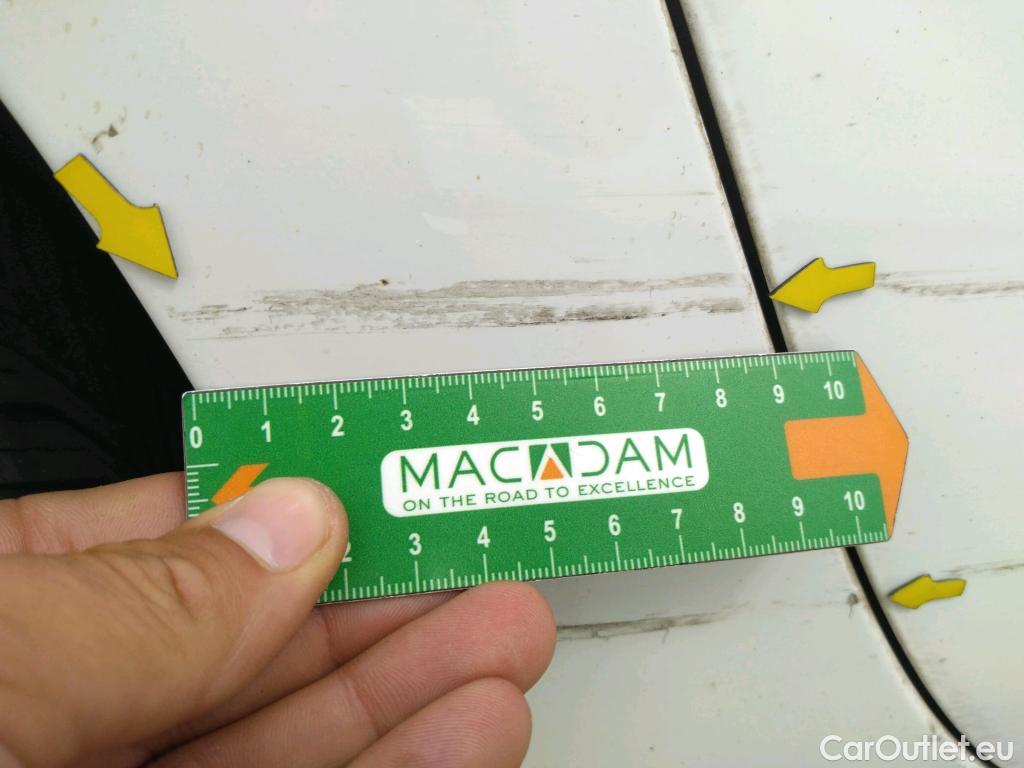 0 1 2 3 4 5 6 7 8 9 10
MACADAM
ON THE ROAD TO EXCELLENCE
2 3 4 5 6 7 8 9 10
CarOutlet.eu